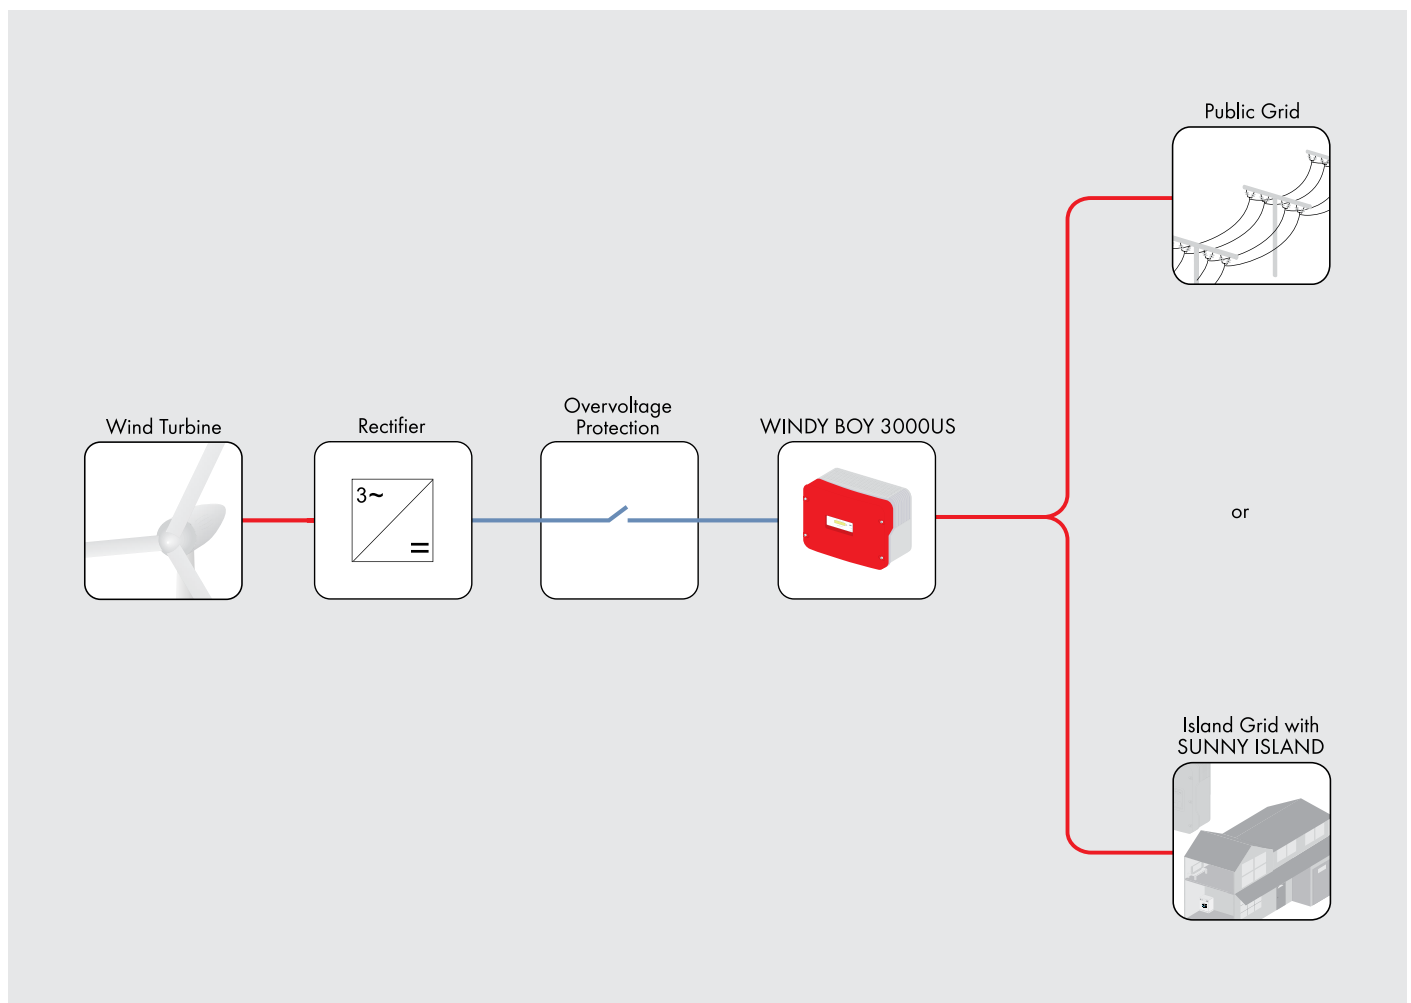 Public Grid
Wind Turbine
Rectifier
3~
=
Overvoltage
Protection
WINDY BOY 3000US
or
Island Grid with
SUNNY ISLAND